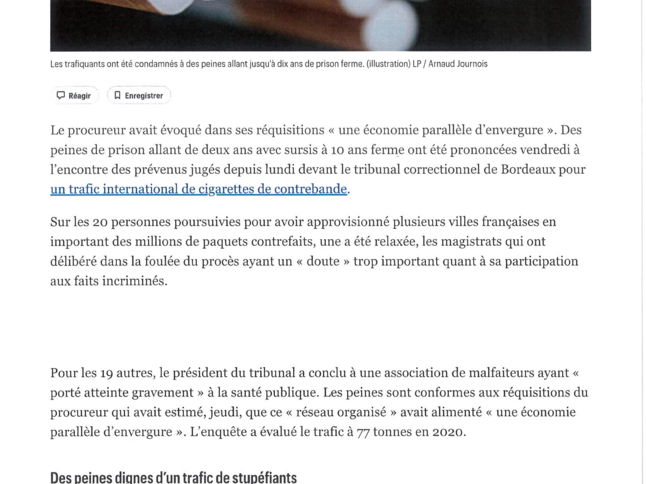 Les trafiquants ont été condamnés à des peines allant jusqu'à dix ans de prison ferme. (illustration) LP / Arnaud Journois
Réagir
Enregistrer
Le procureur avait évoqué dans ses réquisitions « une économie parallèle d'envergure ». Des
peines de prison allant de deux ans avec sursis à 10 ans ferme ont été prononcées vendredi à
l'encontre des prévenus jugés depuis lundi devant le tribunal correctionnel de Bordeaux pour
un trafic international de cigarettes de contrebande.
Sur les 20 personnes poursuivies pour avoir approvisionné plusieurs villes françaises en
important des millions de paquets contrefaits, une a été relaxée, les magistrats qui ont
délibéré dans la foulée du procès ayant un « doute » trop important quant à sa participation
aux faits incriminés.
Pour les 19 autres, le président du tribunal a conclu à une association de malfaiteurs ayant «
porté atteinte gravement » à la santé publique. Les peines sont conformes aux réquisitions du
procureur qui avait estimé, jeudi, que ce « réseau organisé » avait alimenté « une économie
parallèle d'envergure ». L'enquête a évalué le trafic à 77 tonnes en 2020.
Des peines dignes d'un trafic de stupéfiants